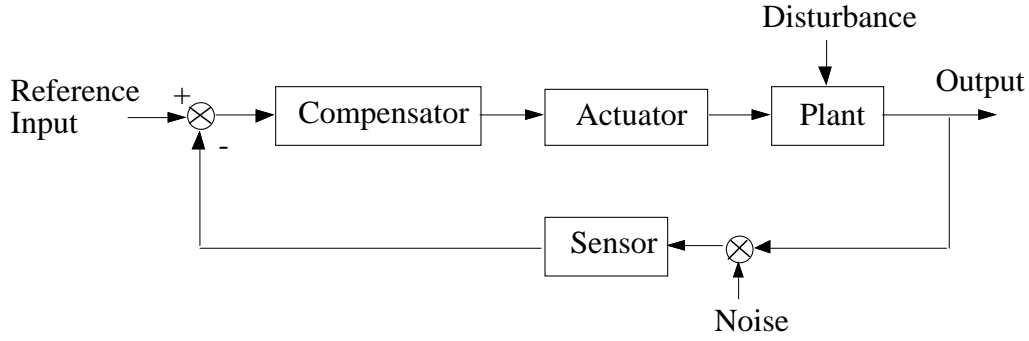 Disturbance
Reference
Input
+
-
Compensator
Actuator
Plant
Output
Sensor
Noise